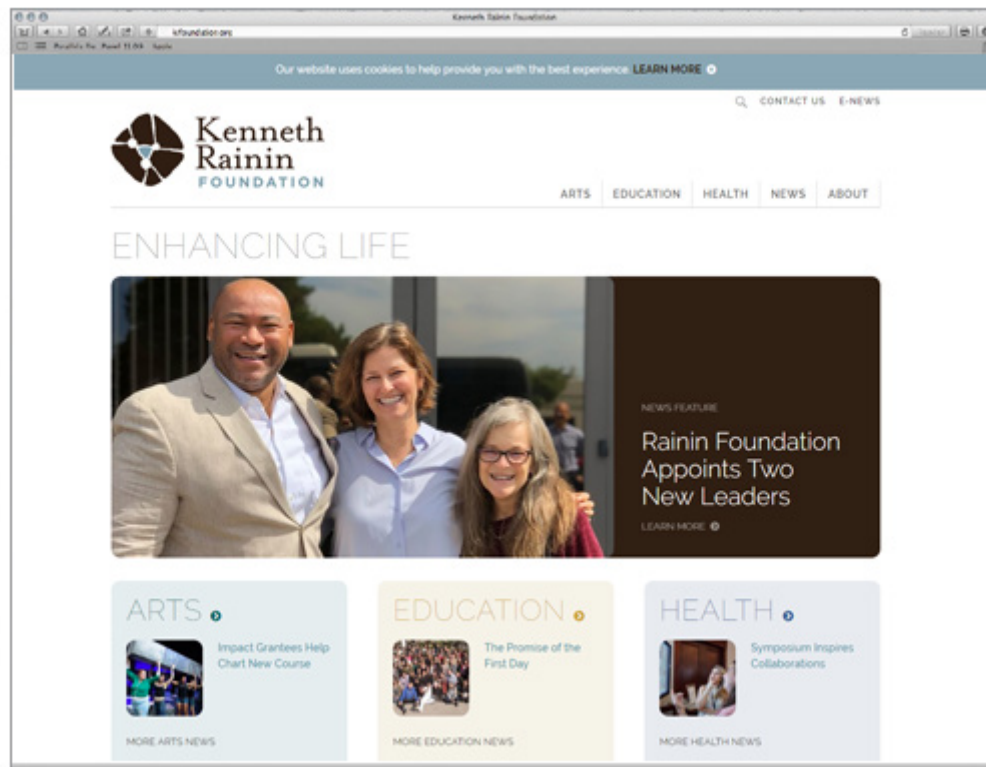 Kenneth Rainin Foundation
krfoundation.org
Our website uses cookies to help provide you with the best experience. LEARN MORE
CONTACT US E-NEWS
Kenneth
Rainin
FOUNDATION
ARTS EDUCATION HEALTH NEWS ABOUT
ENHANCING LIFE
NEWS FEATURE
Rainin Foundation
Appoints Two
New Leaders
LEARN MORE
ARTS
Impact Grantees Help
Chart New Course
MORE ARTS NEWS
EDUCATION
The Promise of the
First Day
MORE EDUCATION NEWS
HEALTH
Symposium Inspires
Collaborations
MORE HEALTH NEWS